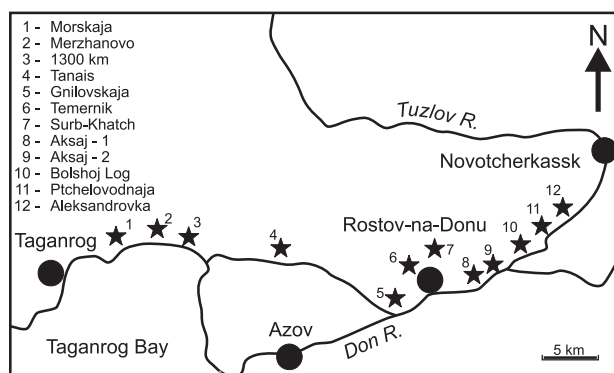 1 - Morskaja
2 - Merzhanovo
3 - 1300 km
4 - Tanais
5 - Gnilovskaja
6 - Temernik
7 - Surb-Khatch
8 - Aksaj - 1
9 - Aksaj - 2
10 - Bolshoj Log
11 - Ptchelovodnaja
12 - Aleksandrovka
N
Tuzlov R.
Novotcherkassk
12
11
10
Rostov-na-Donu
Taganrog
1
2
3
4
5
6
7
8
9
Azov
Don R.
Taganrog Bay
5 km